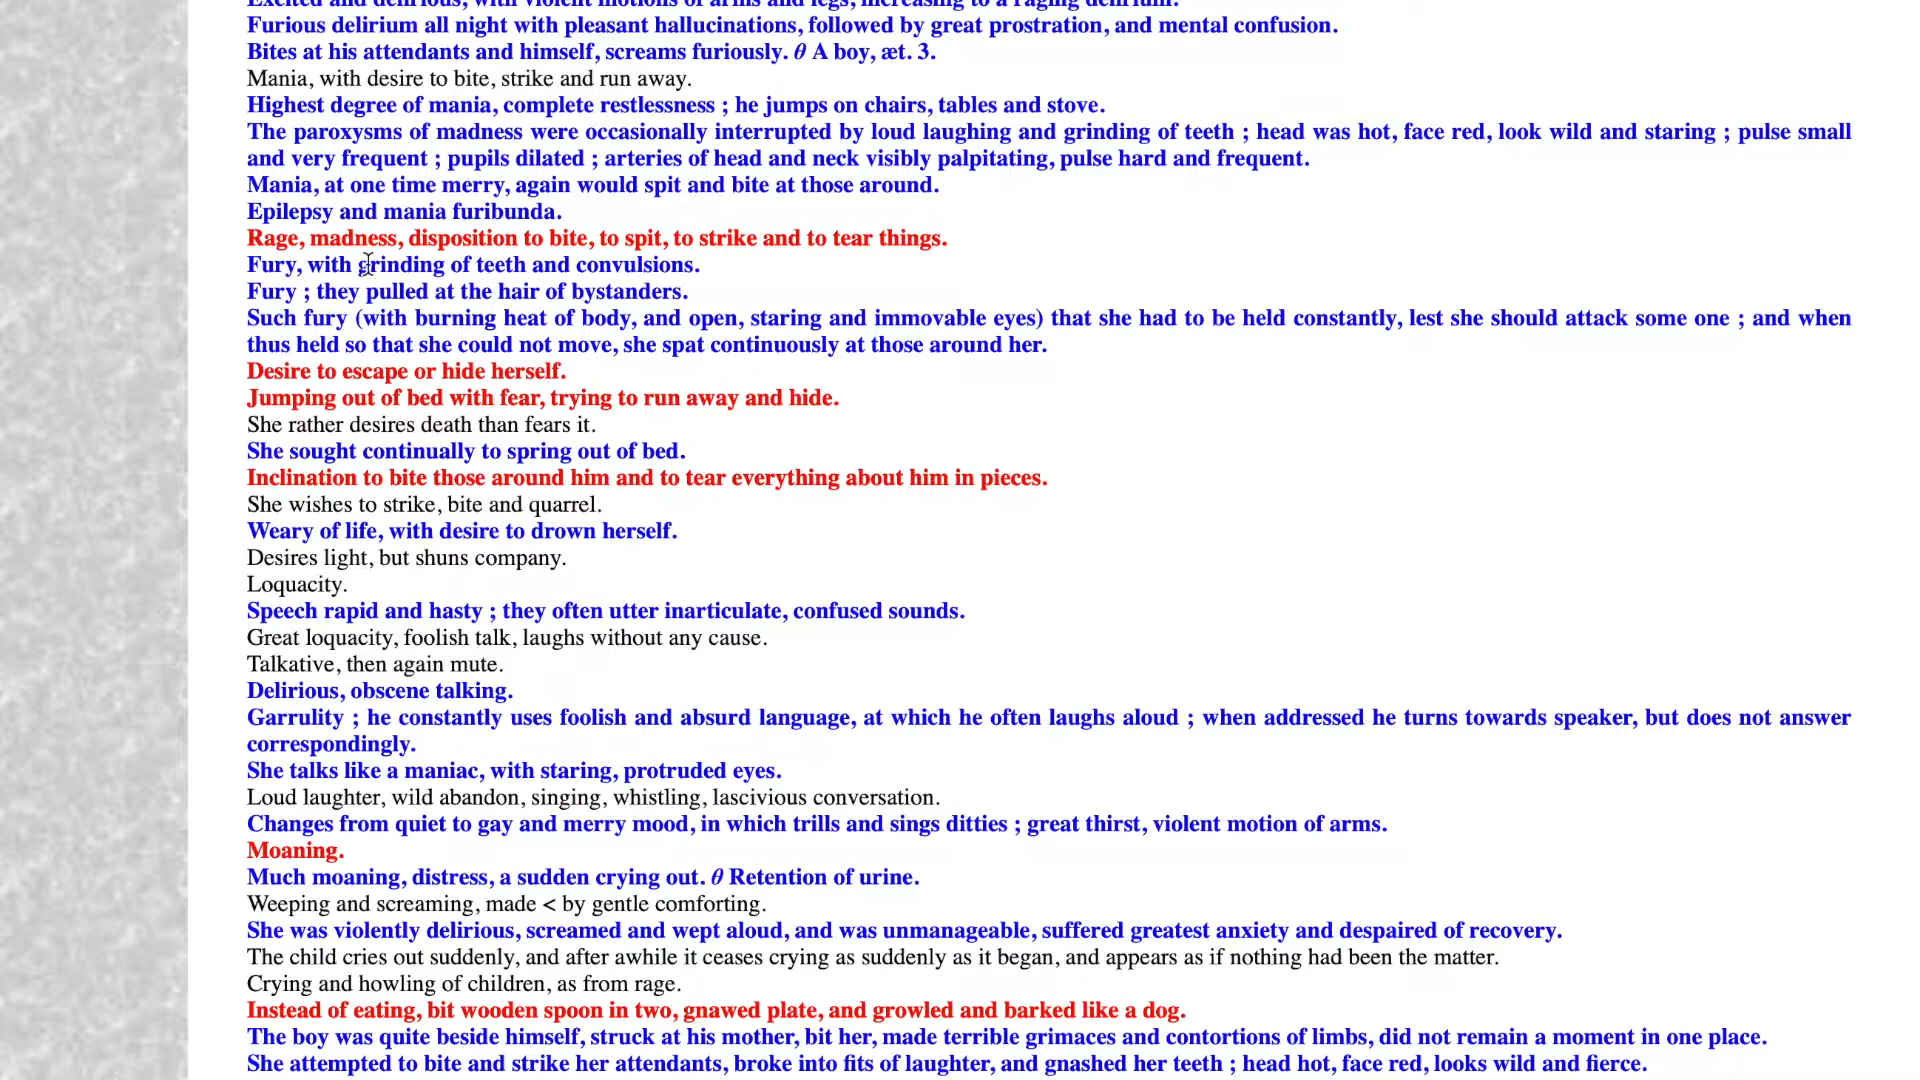 Excited and delirious, with violent motions of arms and legs, increasing to a raging delirium.
Furious delirium all night with pleasant hallucinations, followed by great prostration, and mental confusion.
Bites at his attendants and himself, screams furiously. θ A boy, æt. 3.
Mania, with desire to bite, strike and run away.
Highest degree of mania, complete restlessness ; he jumps on chairs, tables and stove.
The paroxysms of madness were occasionally interrupted by loud laughing and grinding of teeth ; head was hot, face red, look wild and staring ; pulse small
and very frequent ; pupils dilated ; arteries of head and neck visibly palpitating, pulse hard and frequent.
Mania, at one time merry, again would spit and bite at those around.
Epilepsy and mania furibunda.
Rage, madness, disposition to bite, to spit, to strike and to tear things.
Fury, with grinding of teeth and convulsions.
Fury ; they pulled at the hair of bystanders.
Such fury (with burning heat of body, and open, staring and immovable eyes) that she had to be held constantly, lest she should attack some one ; and when
thus held so that she could not move, she spat continuously at those around her.
Desire to escape or hide herself.
Jumping out of bed with fear, trying to run away and hide.
She rather desires death than fears it.
She sought continually to spring out of bed.
Inclination to bite those around him and to tear everything about him in pieces.
She wishes to strike, bite and quarrel.
Weary of life, with desire to drown herself.
Desires light, but shuns company.
Loquacity.
Speech rapid and hasty ; they often utter inarticulate, confused sounds.
Great loquacity, foolish talk, laughs without any cause.
Talkative, then again mute.
Delirious, obscene talking.
Garrulity ; he constantly uses foolish and absurd language, at which he often laughs aloud ; when addressed he turns towards speaker, but does not answer
correspondingly.
She talks like a maniac, with staring, protruded eyes.
Loud laughter, wild abandon, singing, whistling, lascivious conversation.
Changes from quiet to gay and merry mood, in which trills and sings ditties ; great thirst, violent motion of arms.
Moaning.
Much moaning, distress, a sudden crying out. θ Retention of urine.
Weeping and screaming, made < by gentle comforting.
She was violently delirious, screamed and wept aloud, and was unmanageable, suffered greatest anxiety and despaired of recovery.
The child cries out suddenly, and after awhile it ceases crying as suddenly as it began, and appears as if nothing had been the matter.
Crying and howling of children, as from rage.
Instead of eating, bit wooden spoon in two, gnawed plate, and growled and barked like a dog.
The boy was quite beside himself, struck at his mother, bit her, made terrible grimaces and contortions of limbs, did not remain a moment in one place.
She attempted to bite and strike her attendants, broke into fits of laughter, and gnashed her teeth ; head hot, face red, looks wild and fierce.